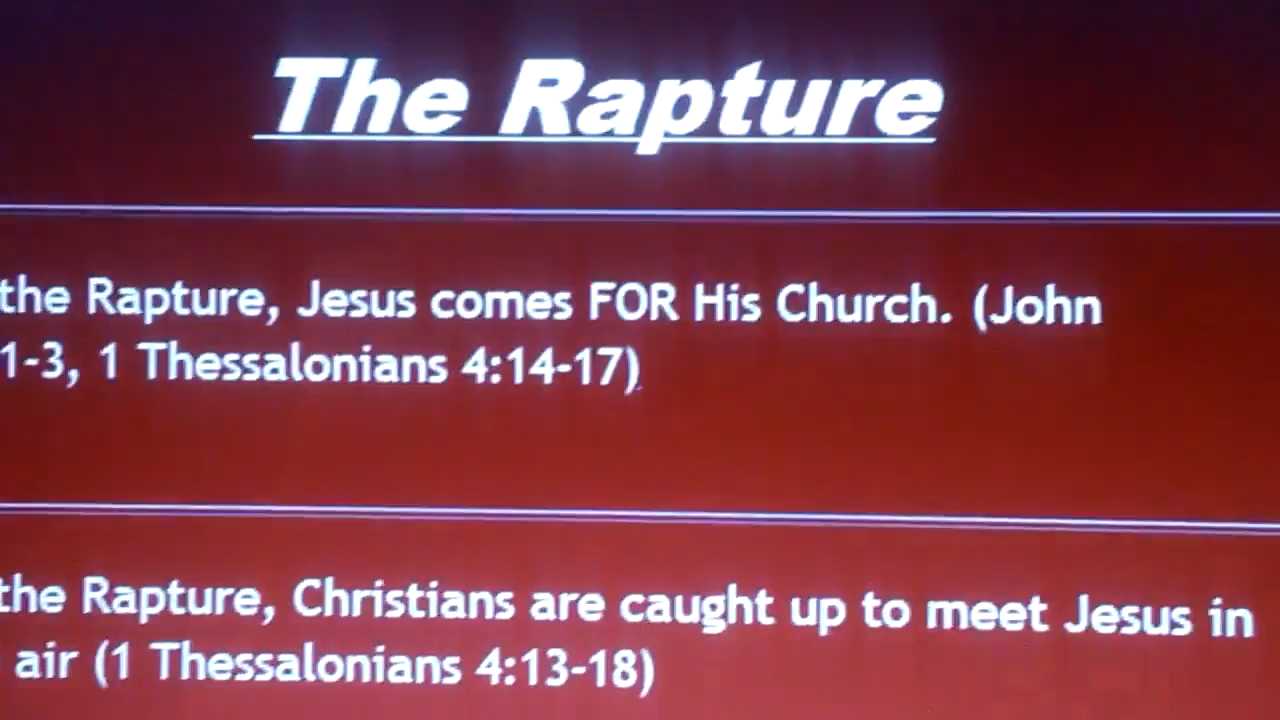 The Rapture
the Rapture, Jesus comes FOR His Church. (John
1-3, 1 Thessalonians 4:14-17)
the Rapture, Christians are caught up to meet Jesus in
air (1 Thessalonians 4:13-18)